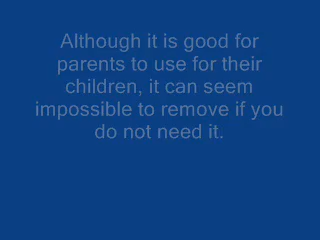 Although it is good for
parents to use for their
children, it can seem
impossible to remove if you
do not need it.